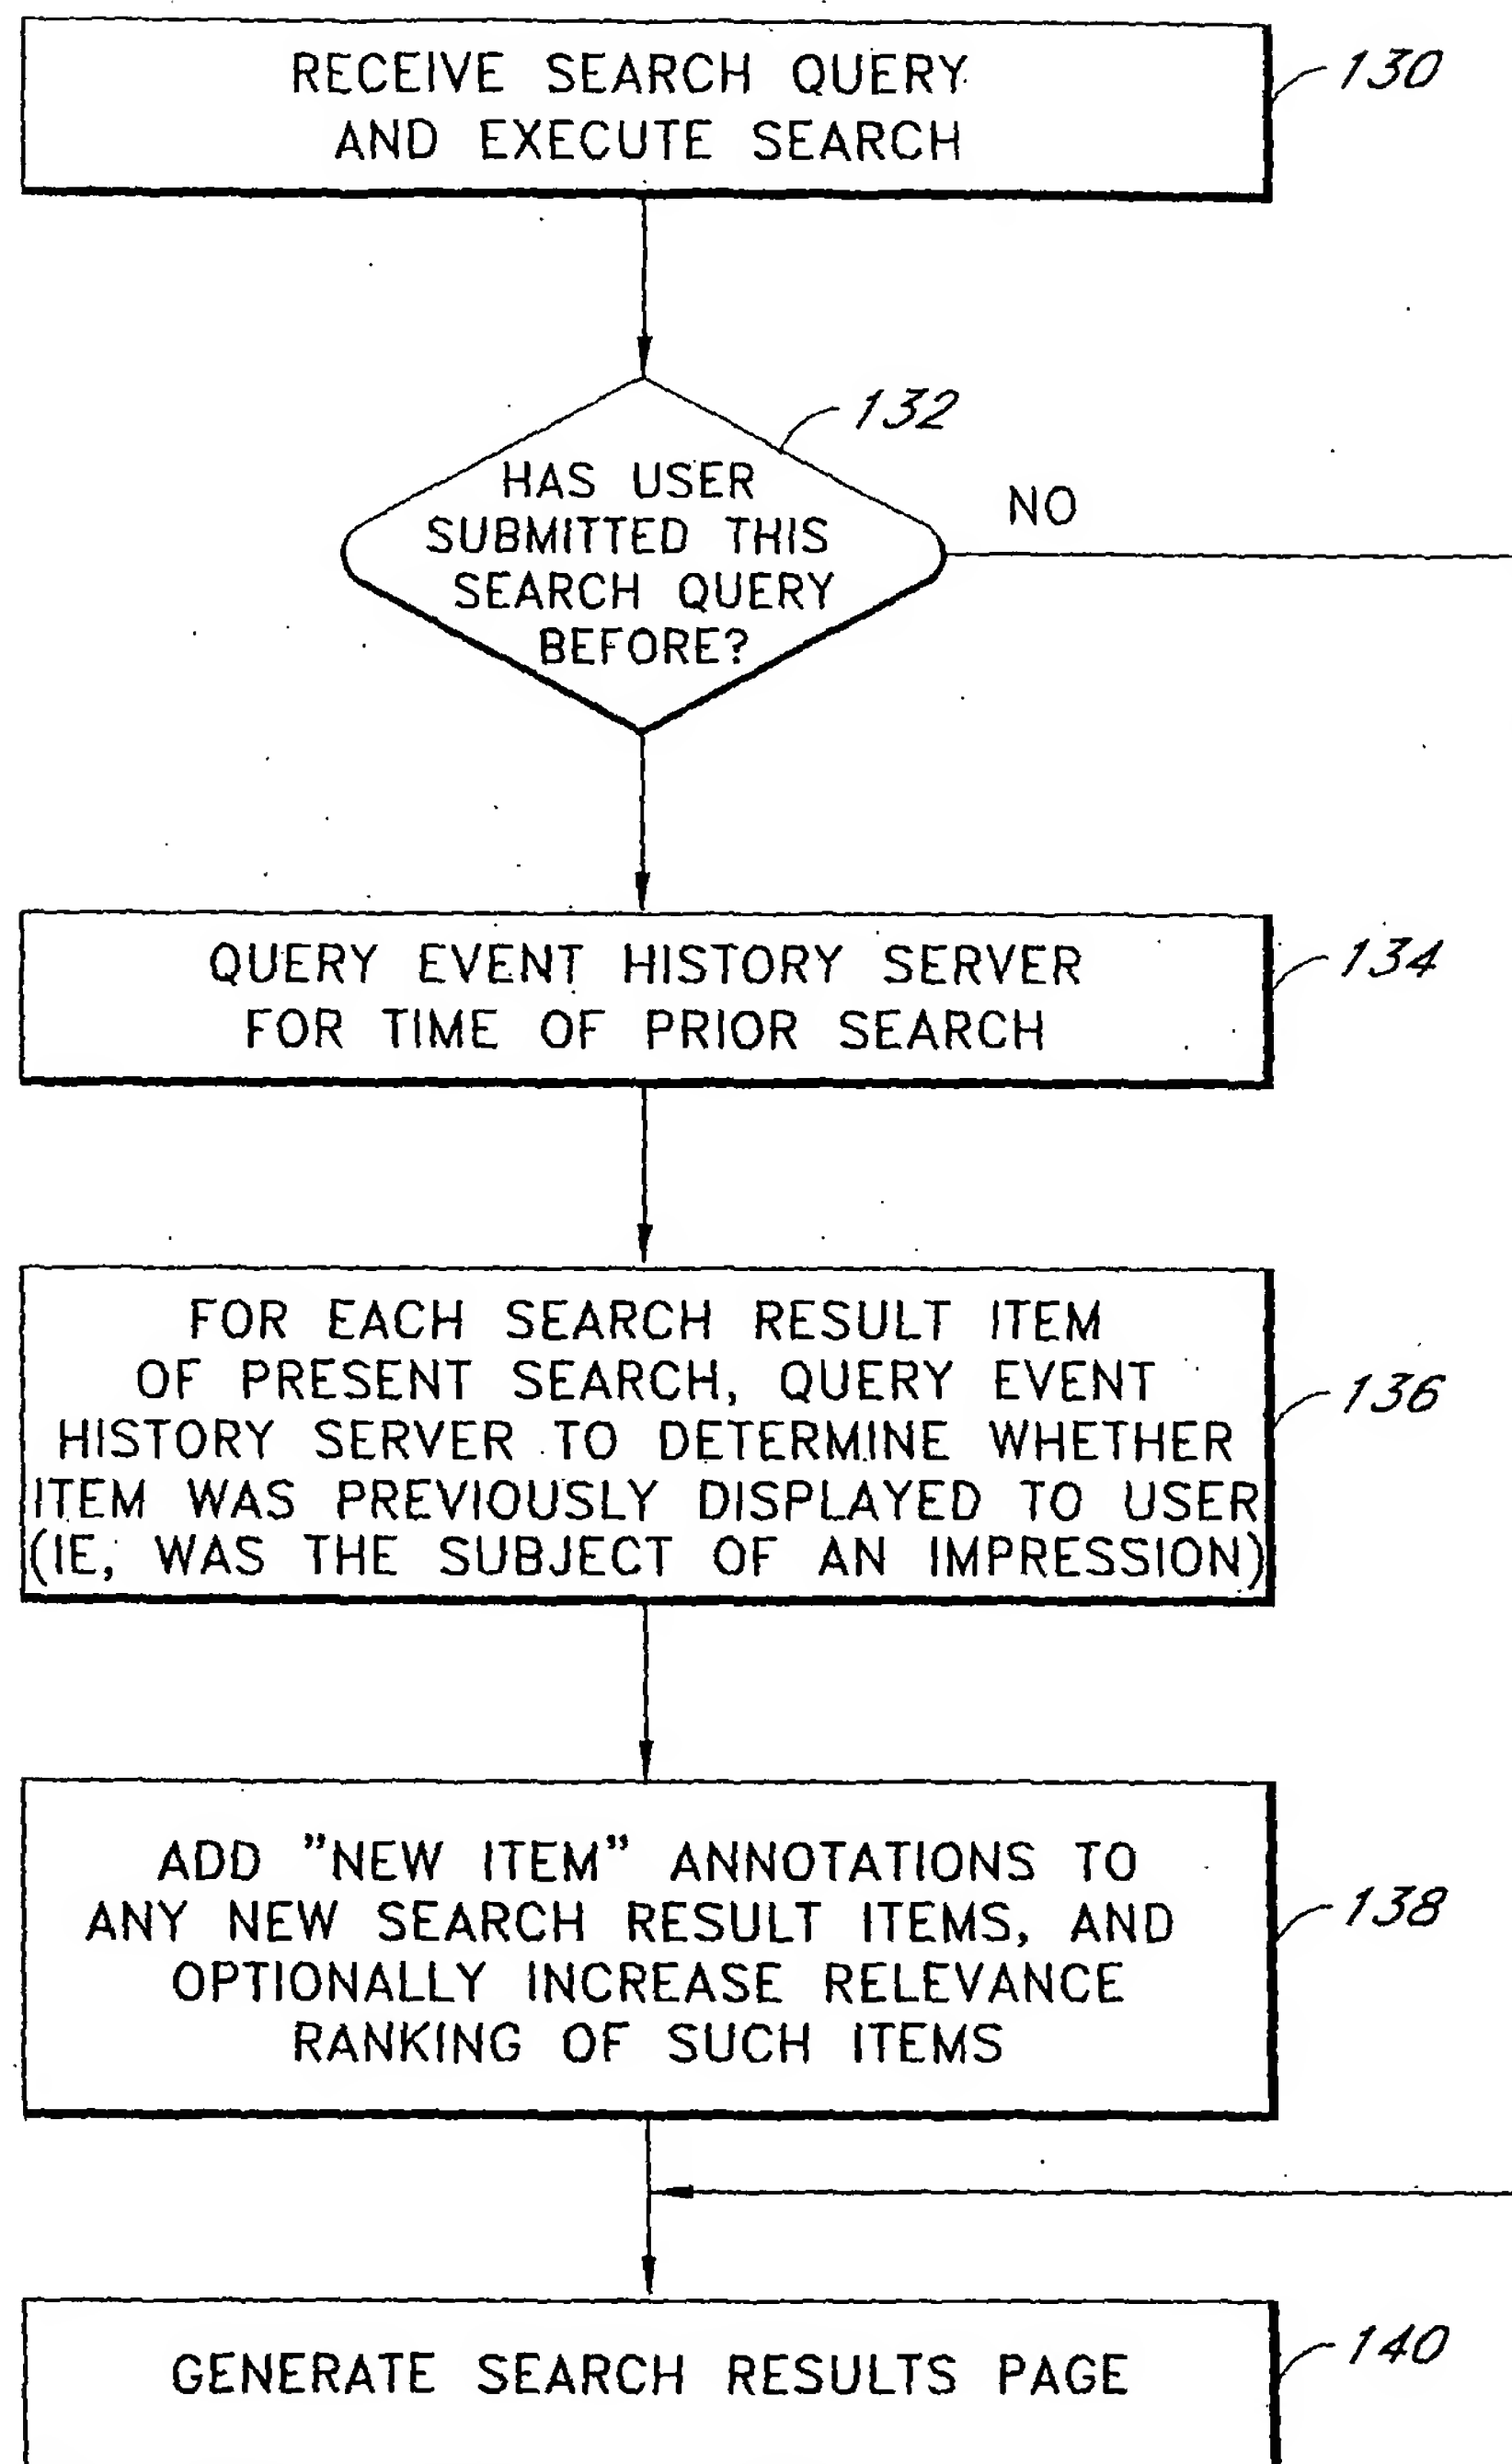 RECEIVE SEARCH QUERY
AND EXECUTE SEARCH
130
132
HAS USER
SUBMITTED THIS
SEARCH QUERY
BEFORE?
NO
QUERY EVENT HISTORY SERVER
FOR TIME OF PRIOR SEARCH
134
FOR EACH SEARCH RESULT ITEM
OF PRESENT SEARCH, QUERY EVENT
HISTORY SERVER TO DETERMINE WHETHER
ITEM WAS PREVIOUSLY DISPLAYED TO USER
(IE, WAS THE SUBJECT OF AN IMPRESSION)
136
ADD "NEW ITEM" ANNOTATIONS TO
ANY NEW SEARCH RESULT ITEMS, AND
OPTIONALLY INCREASE RELEVANCE
RANKING OF SUCH ITEMS
138
GENERATE SEARCH RESULTS PAGE
140